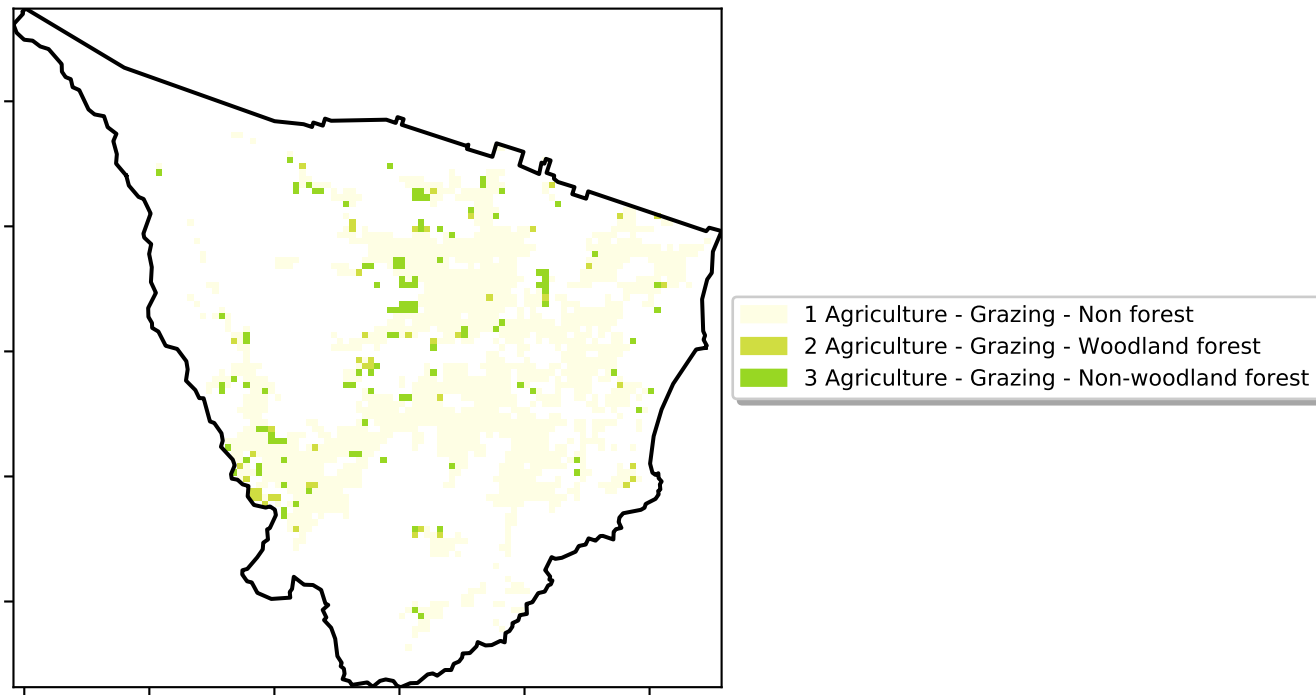 1 Agriculture - Grazing - Non forest
2 Agriculture - Grazing - Woodland forest
3 Agriculture - Grazing - Non-woodland forest